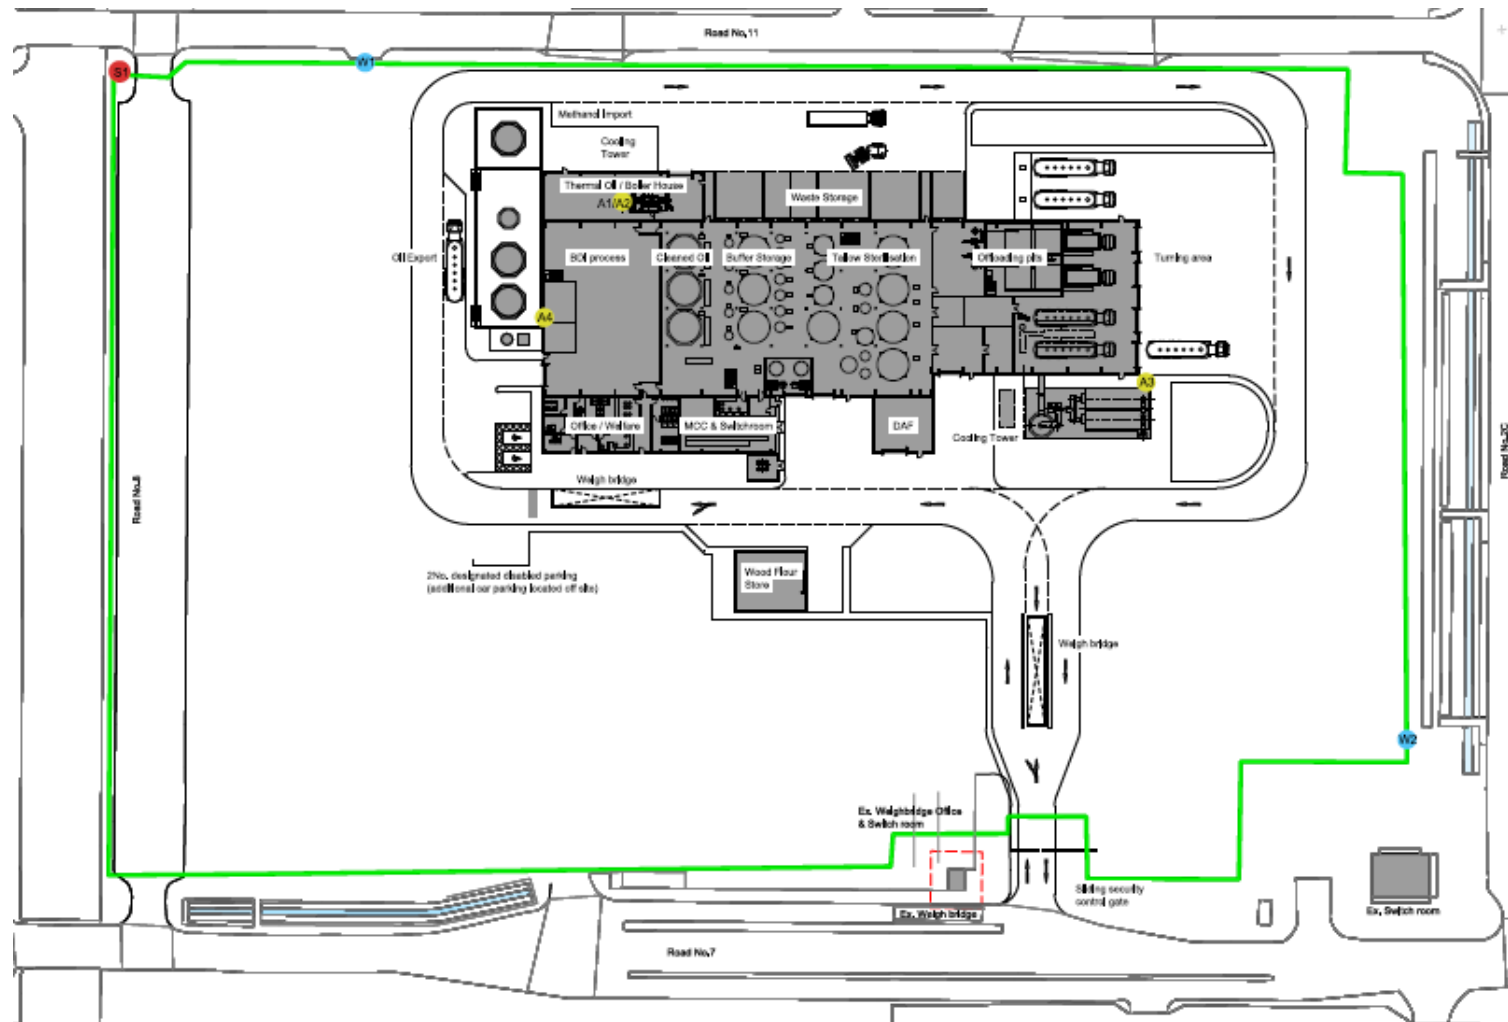 Road No.11
S1
W1
Methanol Import
Cooling
Tower
Thermal Oil / Boiler House
A1/A2
Waste Storage
Oil Export
BDI process
Cleaned Oil
Buffer Storage
Tallow Sterilisation
Offloading pits
Turning area
A4
A3
Office / Welfare
MCC & Switchroom
DAF
Cooling Tower
Road No.2C
Weigh bridge
Road No.8
2No. designated disabled parking
(additional car parking located off site)
Wood Flour
Store
Weigh bridge
W2
Ex. Weighbridge Office
& Switch room
Sliding security
control gate
Ex. Weigh bridge
Ex. Switch room
Road No.7